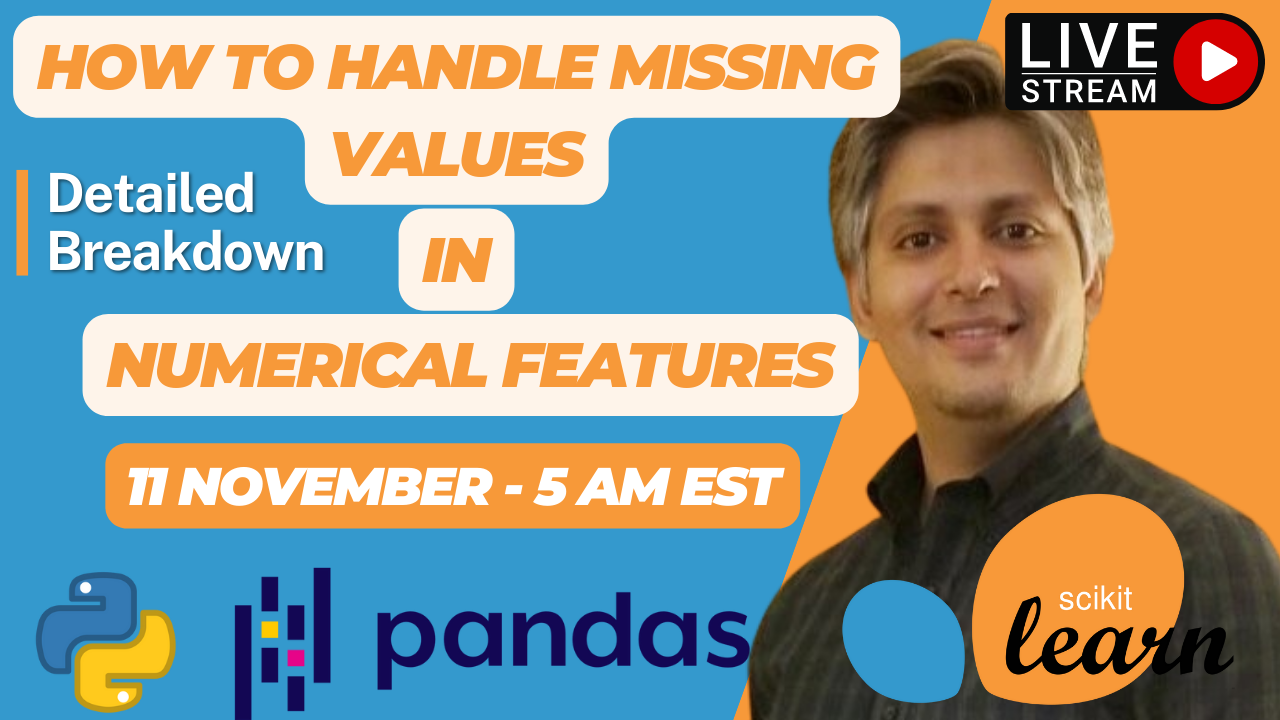 HOW TO HANDLE MISSING
VALUES
IN
NUMERICAL FEATURES
Detailed
Breakdown
11 NOVEMBER - 5 AM EST
LIVE
STREAM
pandas
scikit
learn